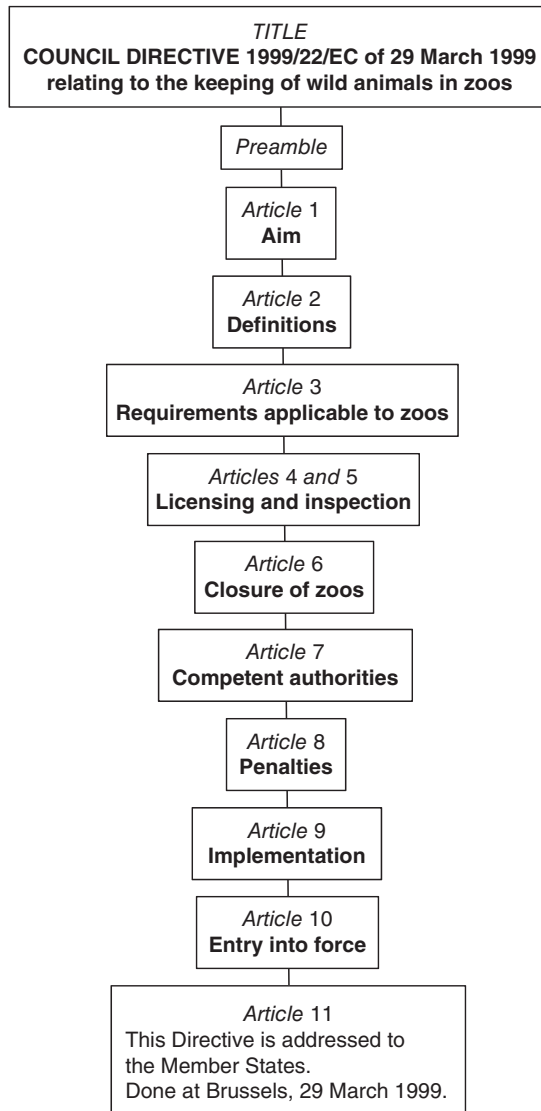 TITLE
COUNCIL DIRECTIVE 1999/22/EC of 29 March 1999
relating to the keeping of wild animals in zoos
Preamble
Article 1
Aim
Article 2
Definitions
Article 3
Requirements applicable to zoos
Articles 4 and 5
Licensing and inspection
Article 6
Closure of zoos
Article 7
Competent authorities
Article 8
Penalties
Article 9
Implementation
Article 10
Entry into force
Article 11
This Directive is addressed to
the Member States.
Done at Brussels, 29 March 1999.